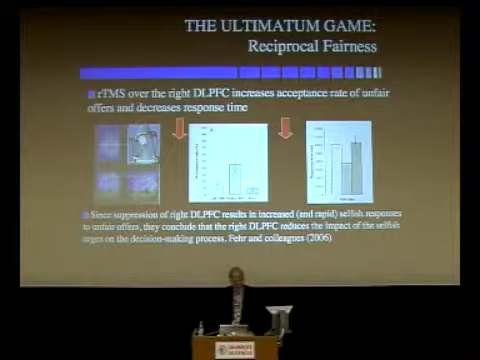 THE ULTIMATUM GAME:
Reciprocal Fairness
rTMS over the right DLPFC increases acceptance rate of unfair
offers and decreases response time
Since suppression of right DLPFC results in increased (and rapid) selfish responses
to unfair offers, they conclude that the right DLPFC reduces the impact of the selfish
urges on the decision-making process. Fehr and colleagues (2006)